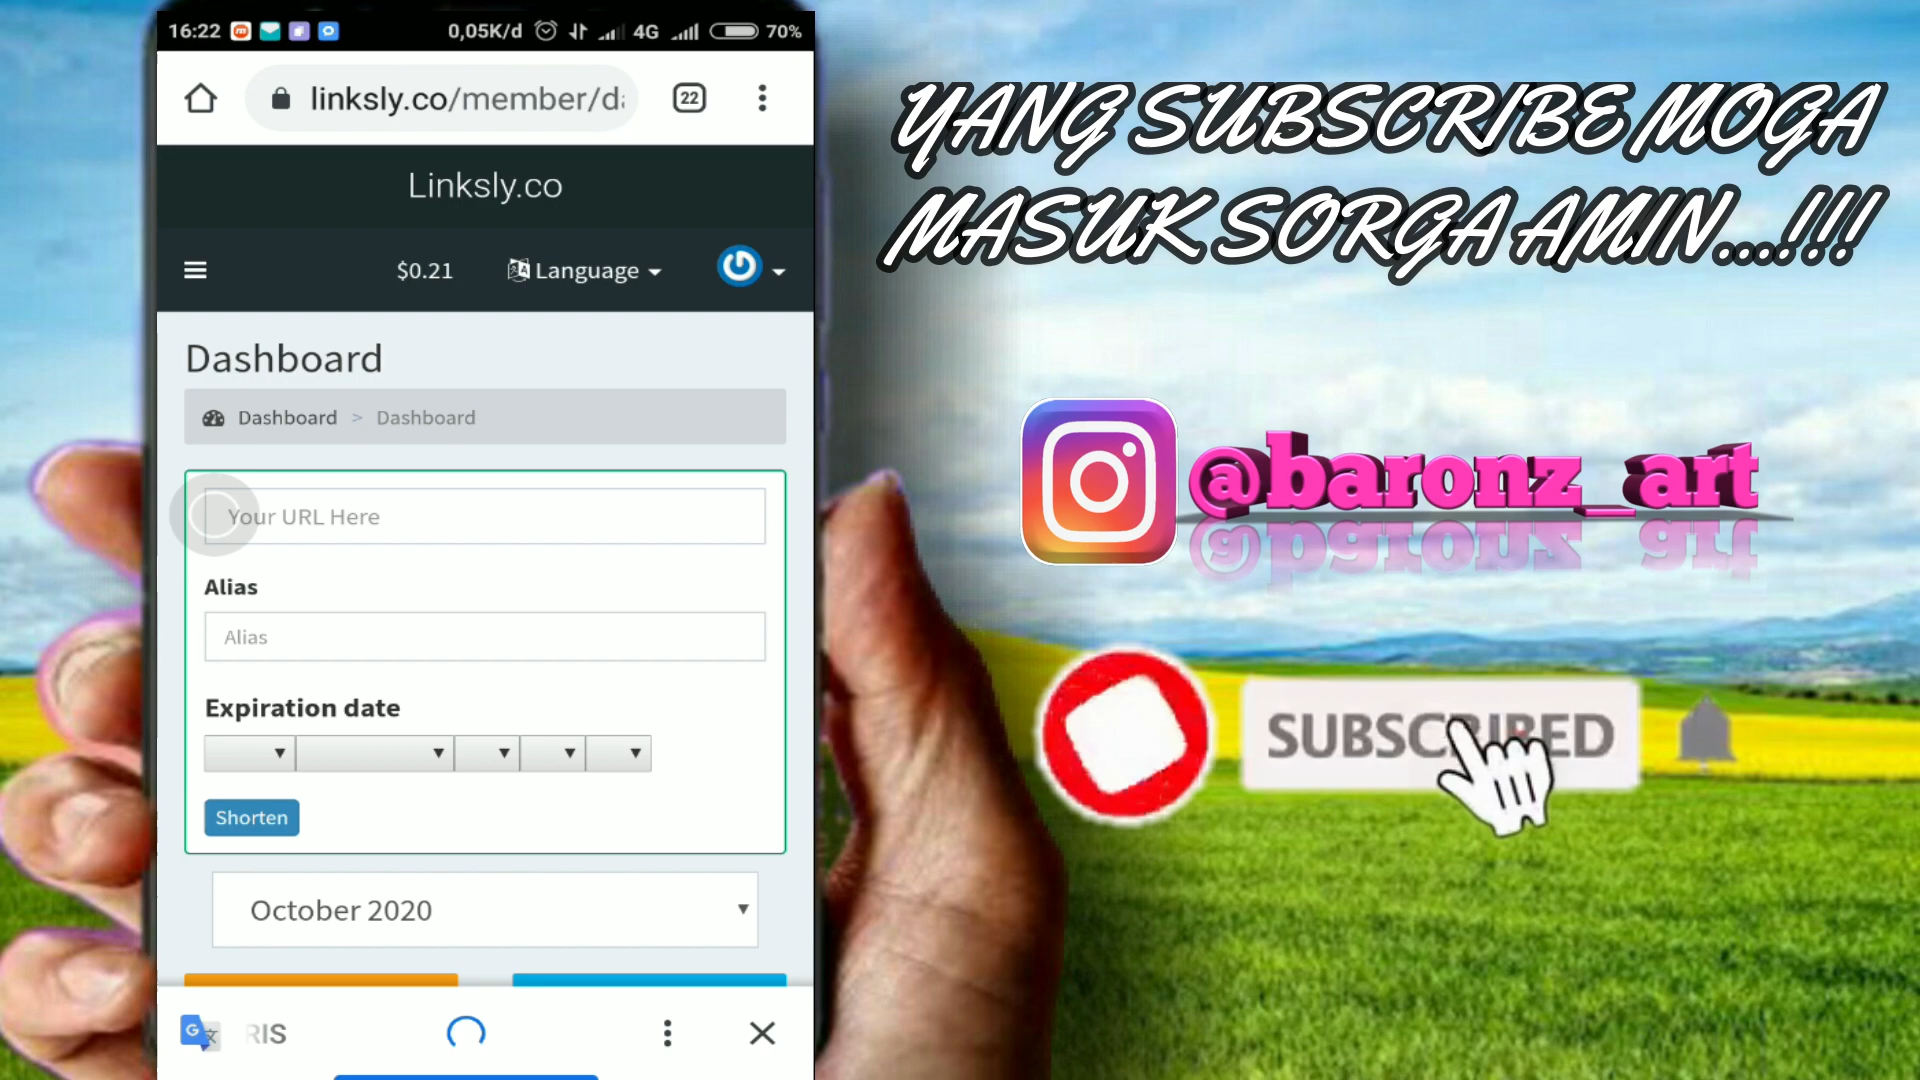 16:22
0,05K/d
4G
70%
linksly.co/member/d
22
Linksly.co
$0.21
Language
Dashboard
Dashboard > Dashboard
Your URL Here
Alias
Alias
Expiration date
Shorten
October 2020
RIS
YANG SUBSCRIBE MOGA
MASUK SORGA AMIN...!!!
@baronz_art
SUBSCRIBED